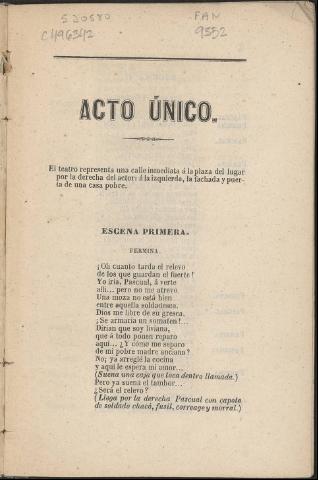 530580
C1196342
FAN
9552
ACTO ÚNICO.
El teatro representa una calle inmediata á la plaza del lugar
por la derecha del actor: á la izquierda, la fachada y puer-
ta de una casa pobre.
ESCENA PRIMERA.
FERMINA.
¡Oh cuanto tarda el relevo
de los que guardan el fuerte!
Yo iria, Pascual, á verte
allí... pero no me atrevo.
Una moza no está bien
entre aquella soldadesca.
Dios me libre de su gresca.
¡Se armaria un somaten!...
Dirian que soy liviana,
que á todo ponen reparo
aquí... ¿Y cómo me separo
de mi pobre madre anciana?
No; ya arreglé la cocina
y aquí le espera mi amor...
(Suena una caja que toca dentro llamada.)
Pero ya suena el tambor...
¿Será el relevo?
(Llega por la derecha Pascual con capote
de soldado chacó, fusil, correage y morral.)